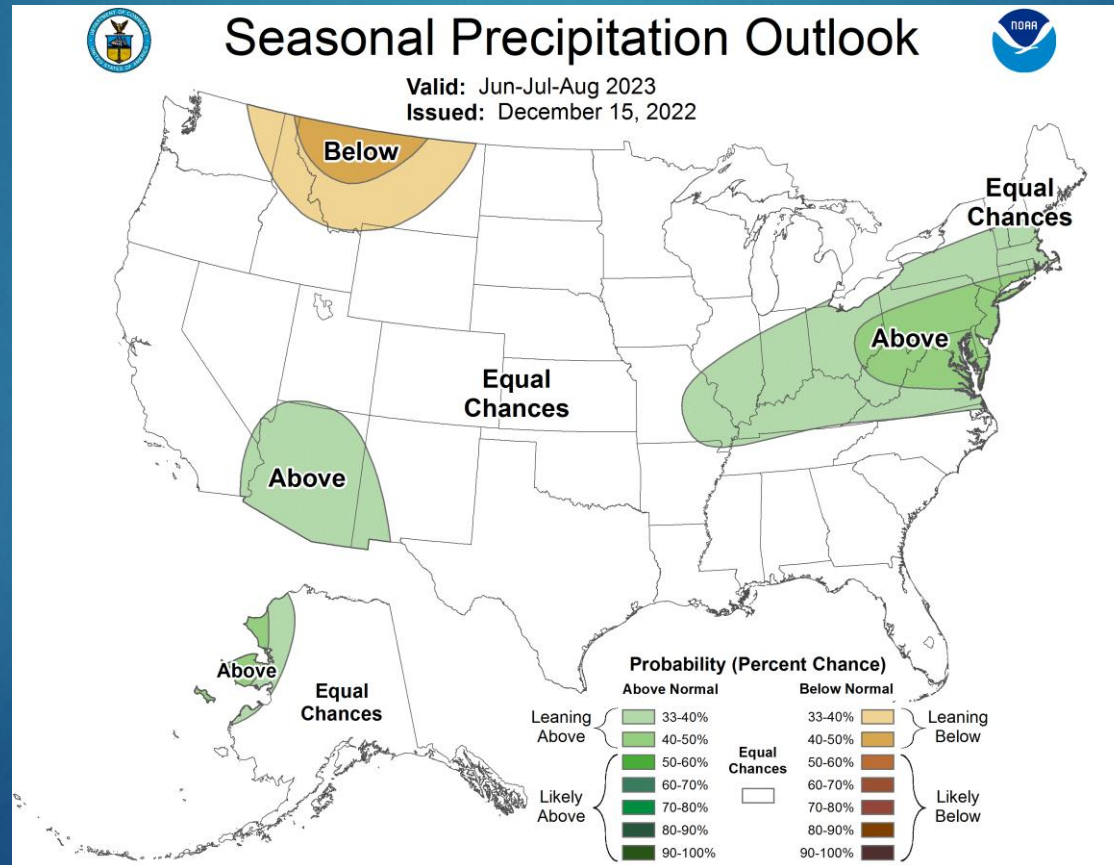 Seasonal Precipitation Outlook
NOAA
Valid: Jun-Jul-Aug 2023
Issued: December 15, 2022
Below
Equal
Chances
Above
Equal
Chances
Above
Above
Equal
Chances
Probability (Percent Chance)
Above Normal Below Normal
Leaning
Above
33-40%
40-50%
Likely
Above
50-60%
60-70%
70-80%
80-90%
90-100%
Equal
Chances
33-40%
40-50%
Leaning
Below
50-60%
60-70%
70-80%
80-90%
90-100%
Likely
Below